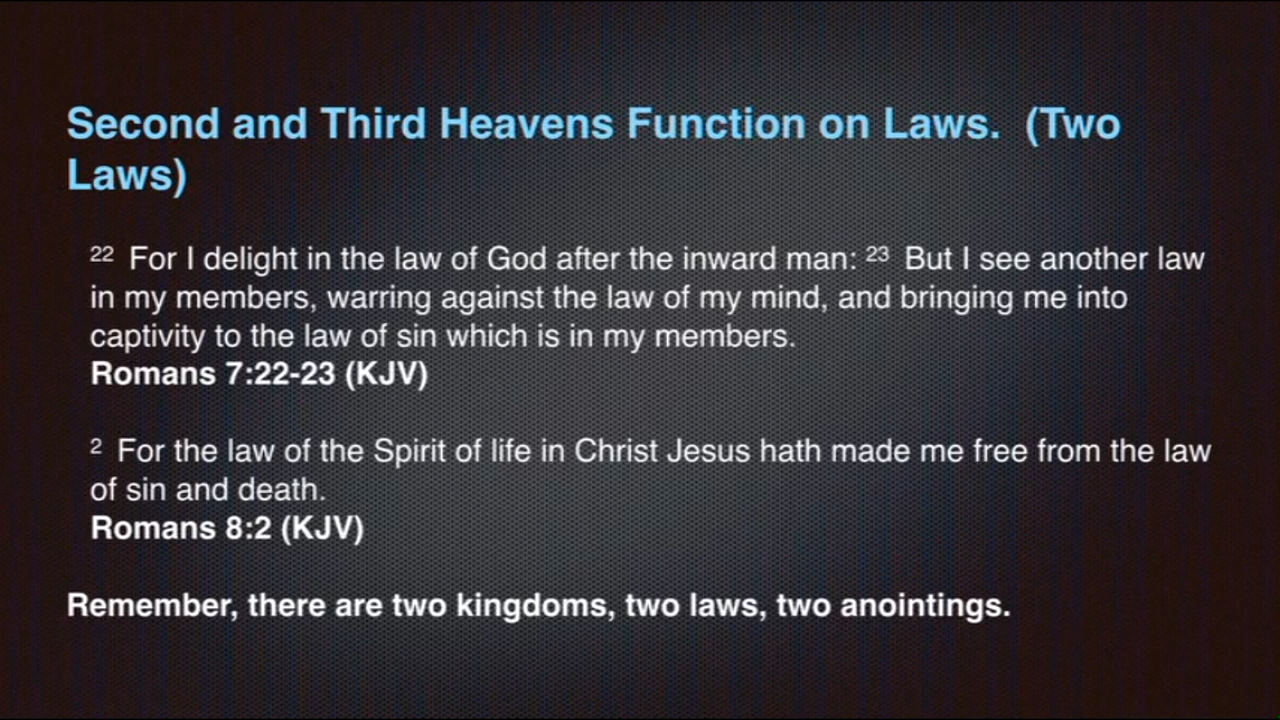 Second and Third Heavens Function on Laws.  (Two
Laws)
22 For I delight in the law of God after the inward man: 23 But I see another law
in my members, warring against the law of my mind, and bringing me into
captivity to the law of sin which is in my members.
Romans 7:22-23 (KJV)
2 For the law of the Spirit of life in Christ Jesus hath made me free from the law
of sin and death.
Romans 8:2 (KJV)
Remember, there are two kingdoms, two laws, two anointings.